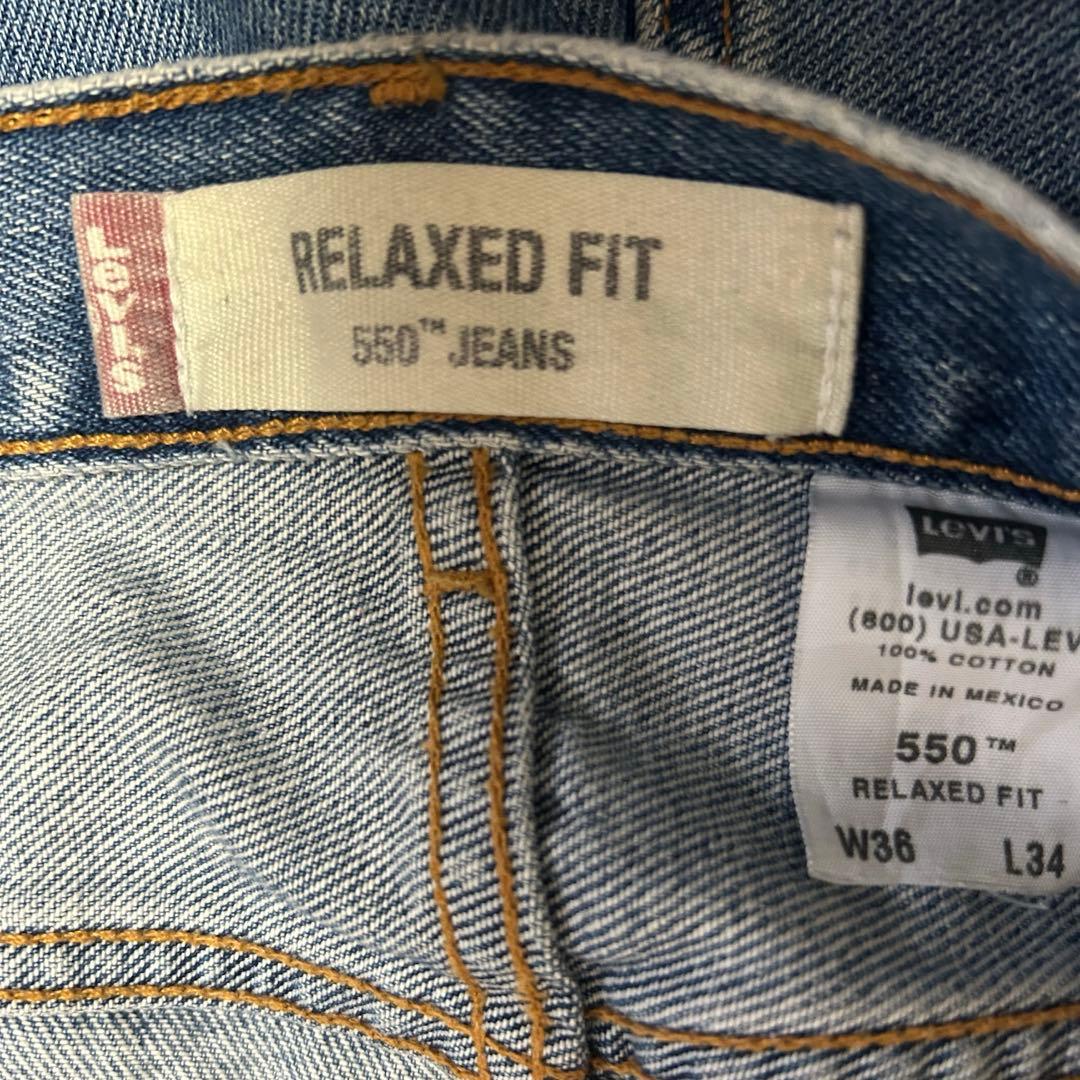 LEVI'S
RELAXED FIT
550™ JEANS
LEVI'S
®
levi.com
(800) USA-LEV
100% COTTON
MADE IN MEXICO
550™
RELAXED FIT
W36 L34